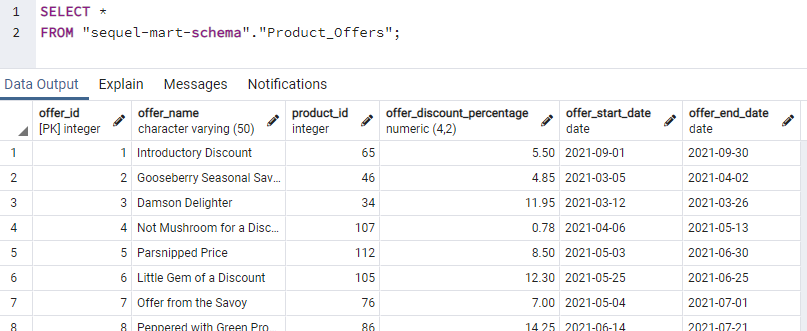 1 SELECT *
2 FROM "sequel-mart-schema"."Product_Offers";
Data Output Explain Messages Notifications
offer_id offer_name product_id offer_discount_percentage offer_start_date offer_end_date
[PK] integer character varying (50) integer numeric (4,2) date date
1 1 Introductory Discount 65 5.50 2021-09-01 2021-09-30
2 2 Gooseberry Seasonal Sav... 46 4.85 2021-03-05 2021-04-02
3 3 Damson Delighter 34 11.95 2021-03-12 2021-03-26
4 4 Not Mushroom for a Disc... 107 0.78 2021-04-06 2021-05-13
5 5 Parsnipped Price 112 8.50 2021-05-03 2021-06-30
6 6 Little Gem of a Discount 105 12.30 2021-05-25 2021-06-25
7 7 Offer from the Savoy 76 7.00 2021-05-04 2021-07-01
8 8 Peppered with Green Pro... 86 14.25 2021-06-14 2021-07-21